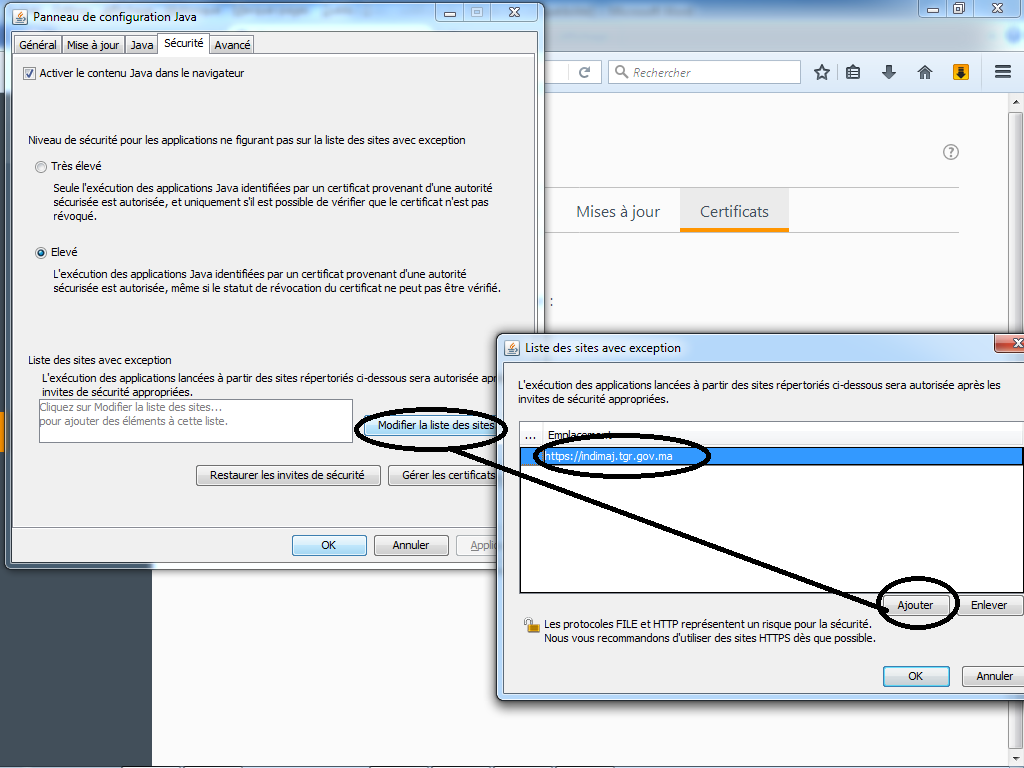 Panneau de configuration Java
Général
Mise à jour
Java
Sécurité
Avancé
Activer le contenu Java dans le navigateur
Niveau de sécurité pour les applications ne figurant pas sur la liste des sites avec exception
Très élevé
Seule l'exécution des applications Java identifiées par un certificat provenant d'une autorité
sécurisée est autorisée, et uniquement s'il est possible de vérifier que le certificat n'est pas
révoqué.
Elevé
L'exécution des applications Java identifiées par un certificat provenant d'une autorité
sécurisée est autorisée, même si le statut de révocation du certificat ne peut pas être vérifié.
Liste des sites avec exception
L'exécution des applications lancées à partir des sites répertoriés ci-dessous sera autorisée apr
invites de sécurité appropriées.
Cliquez sur Modifier la liste des sites...
pour ajouter des éléments à cette liste.
Modifier la liste des sites
Restaurer les invites de sécurité
Gérer les certificats
OK
Annuler
Applic
Rechercher
?
Mises à jour
Certificats
:
Liste des sites avec exception
L'exécution des applications lancées à partir des sites répertoriés ci-dessous sera autorisée après les
invites de sécurité appropriées.
... Emplacement
https://indimaj.tgr.gov.ma
Ajouter
Enlever
Les protocoles FILE et HTTP représentent un risque pour la sécurité.
Nous vous recommandons d'utiliser des sites HTTPS dès que possible.
OK
Annuler